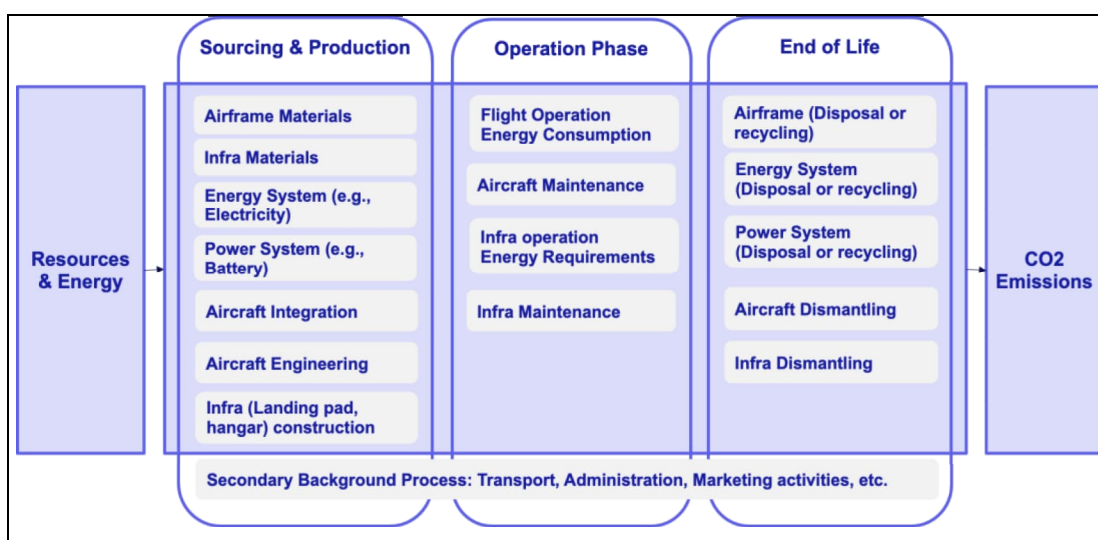 Sourcing & Production
Operation Phase
End of Life
Resources
& Energy
Airframe Materials
Infra Materials
Energy System (e.g.,
Electricity)
Power System (e.g.,
Battery)
Aircraft Integration
Aircraft Engineering
Infra (Landing pad,
hangar) construction
Flight Operation
Energy Consumption
Aircraft Maintenance
Infra operation
Energy Requirements
Infra Maintenance
Airframe (Disposal or
recycling)
Energy System
(Disposal or recycling)
Power System
(Disposal or recycling)
Aircraft Dismantling
Infra Dismantling
CO2
Emissions
Secondary Background Process: Transport, Administration, Marketing activities, etc.